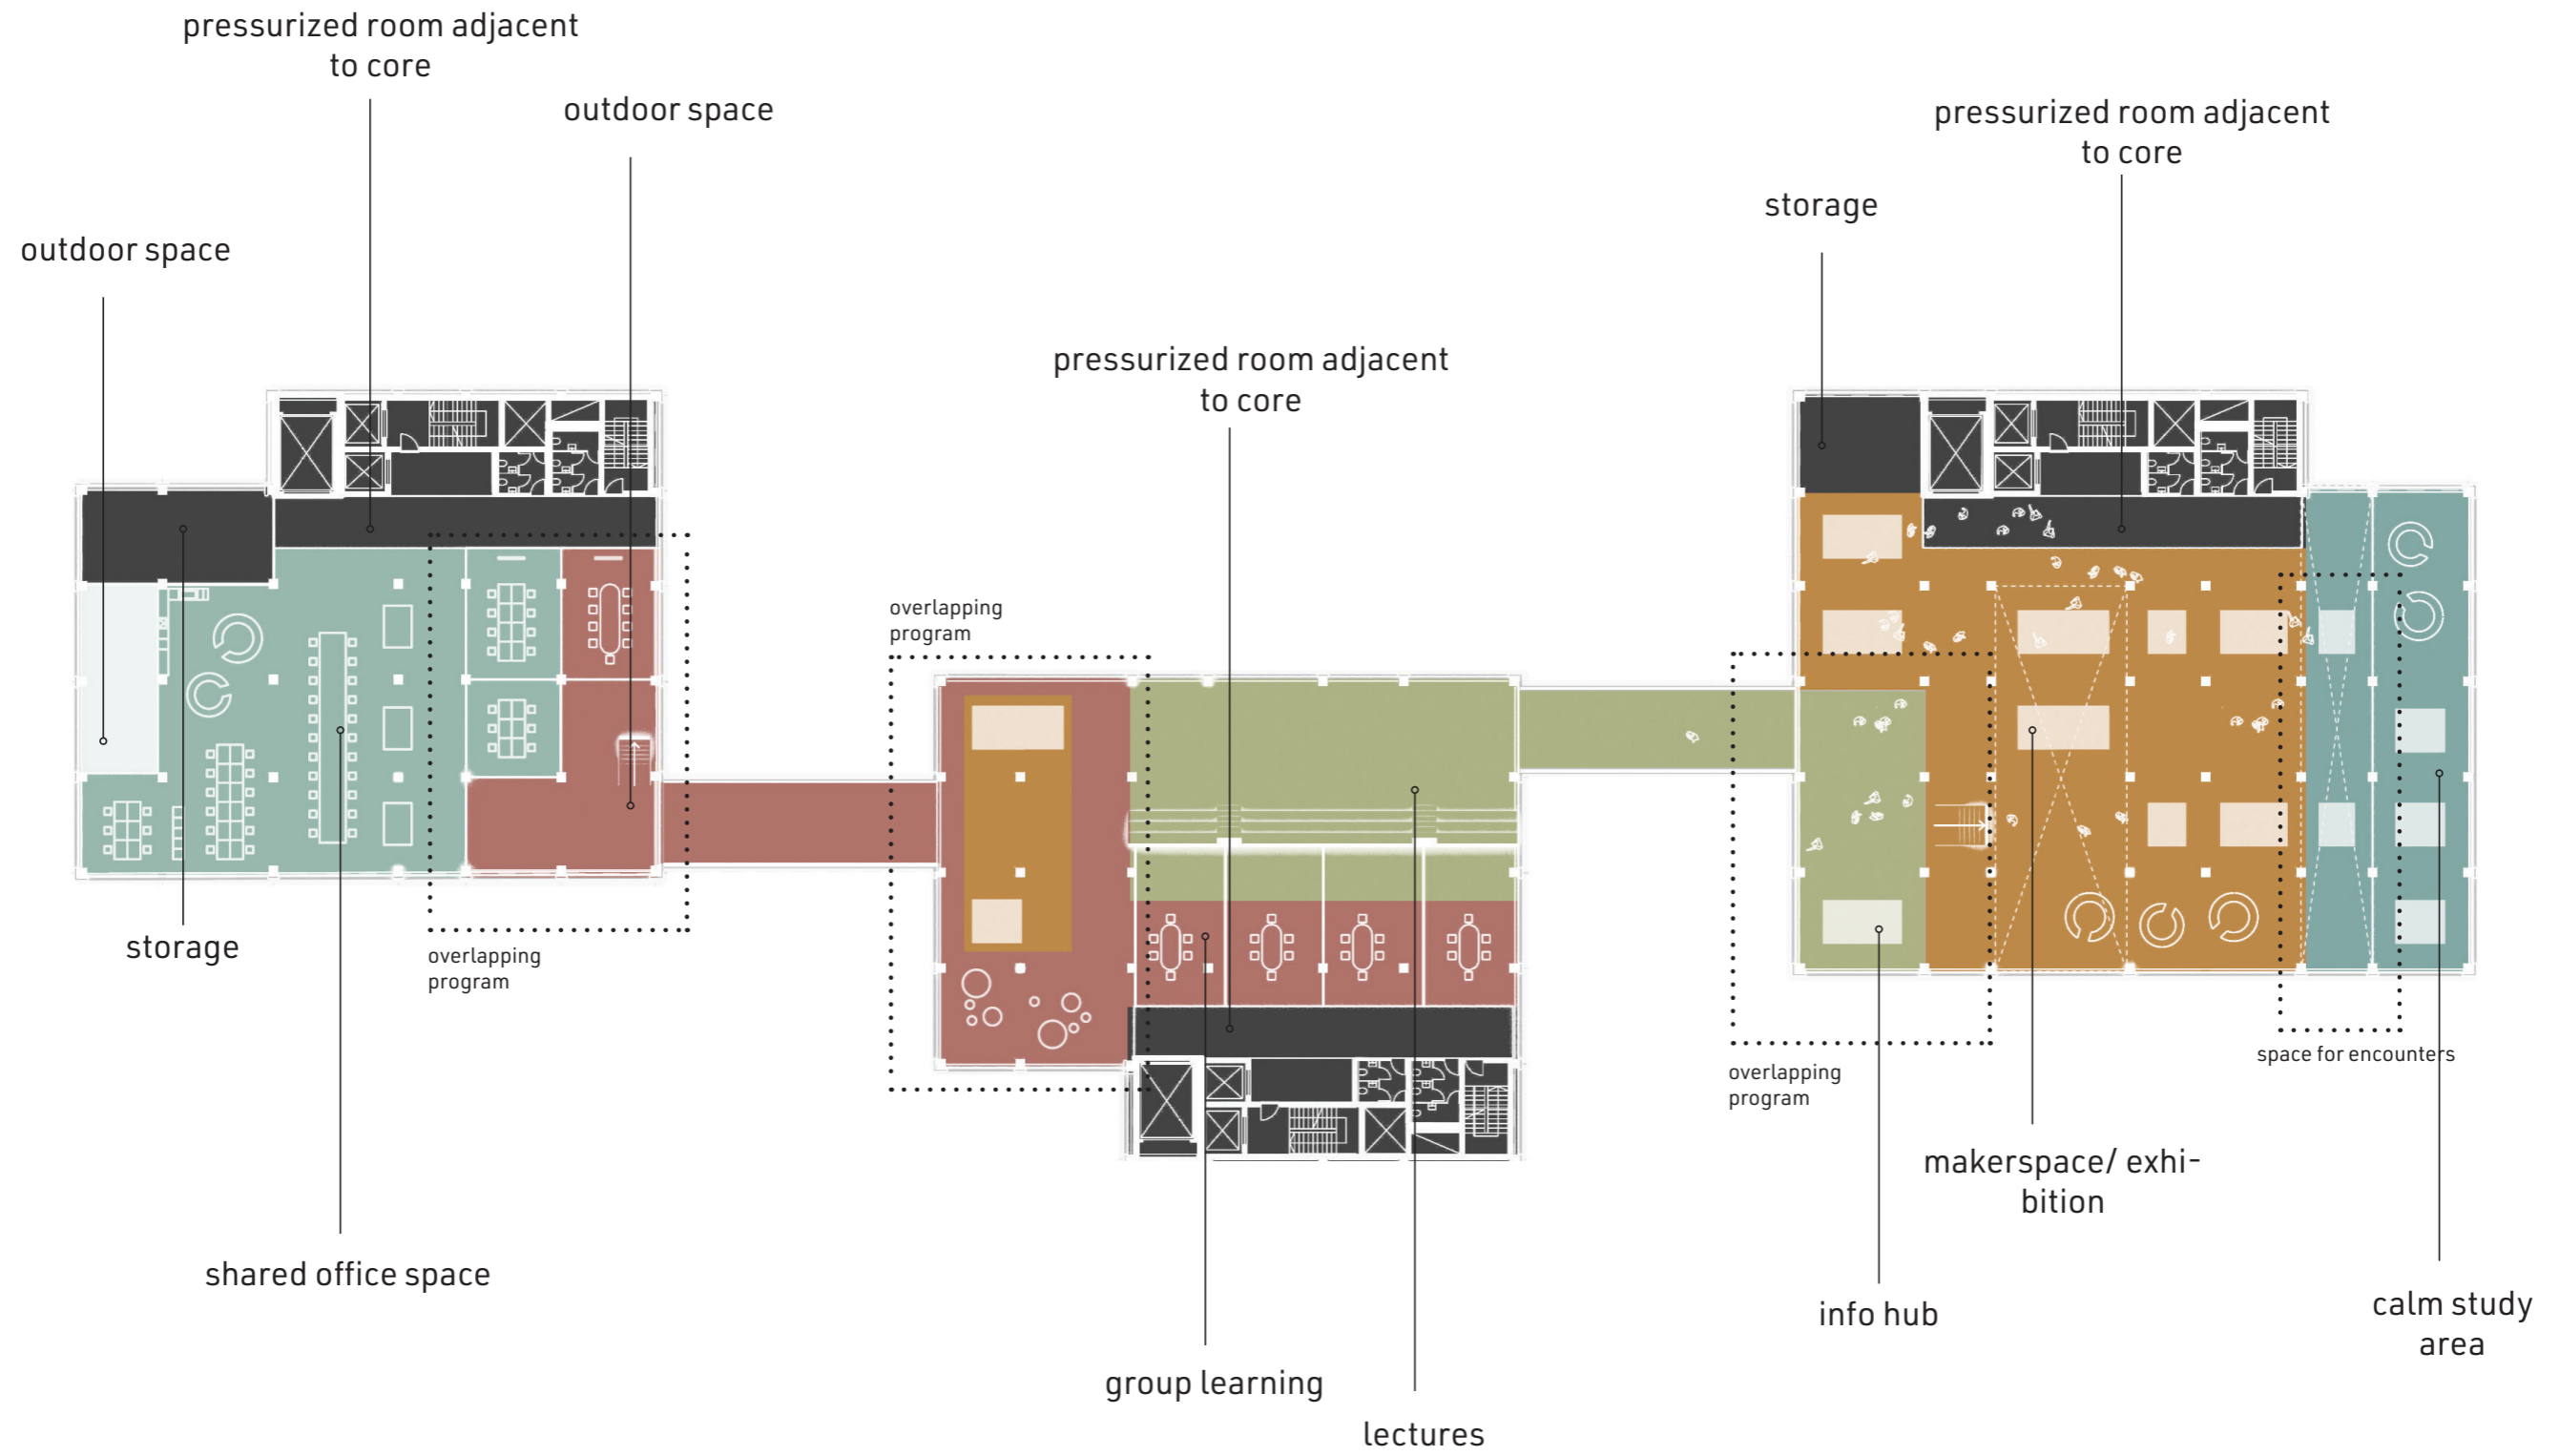 pressurized room adjacent
to core
outdoor space
outdoor space
pressurized room adjacent
to core
storage
pressurized room adjacent
to core
overlapping
program
storage
overlapping
program
shared office space
group learning
lectures
overlapping
program
space for encounters
makerspace/ exhi-
bition
info hub
calm study
area